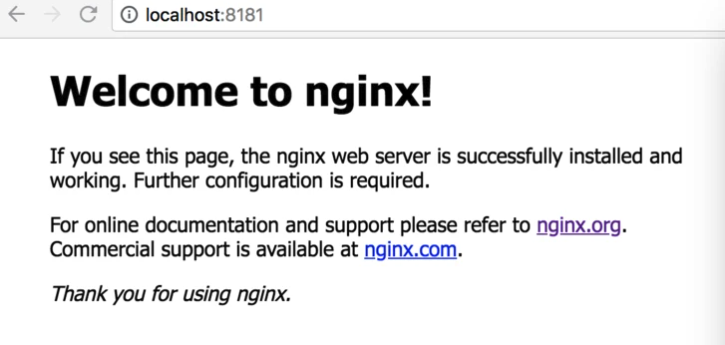 localhost:8181
Welcome to nginx!
If you see this page, the nginx web server is successfully installed and
working. Further configuration is required.
For online documentation and support please refer to nginx.org.
Commercial support is available at nginx.com.
Thank you for using nginx.